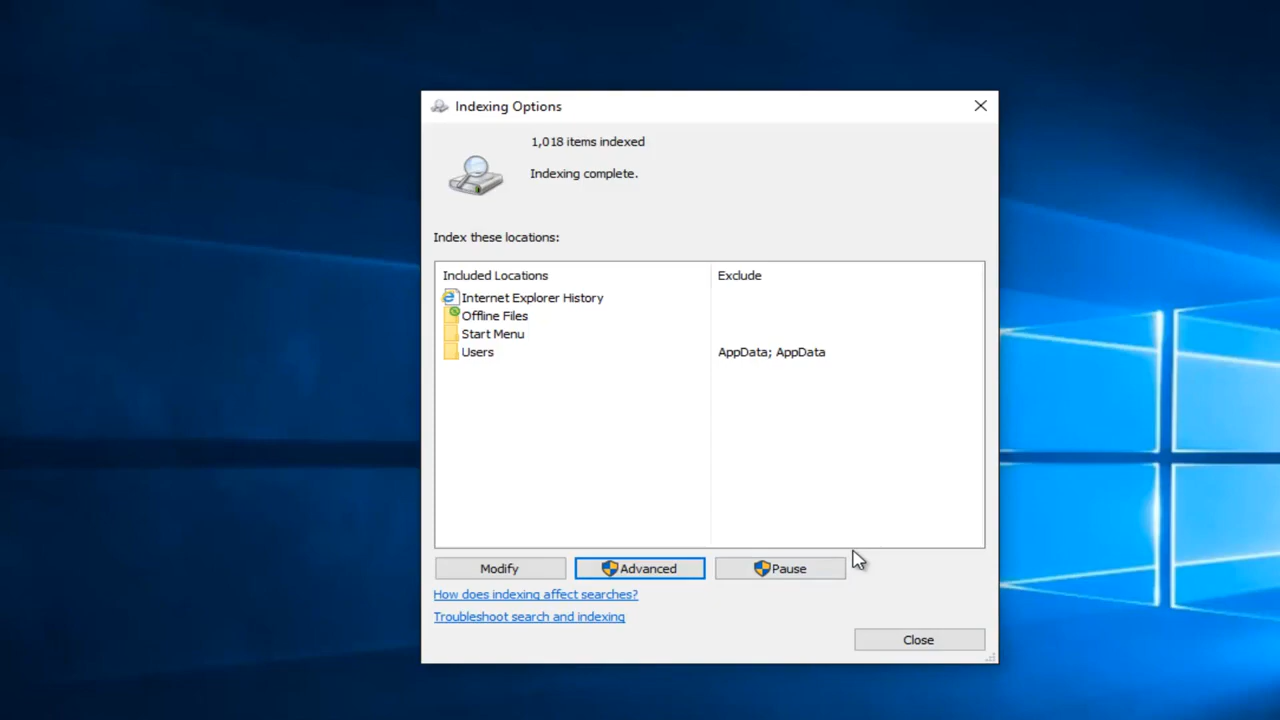 Indexing Options
1,018 items indexed
Indexing complete.
Index these locations:
Included Locations Exclude
Internet Explorer History
Offline Files
Start Menu
Users AppData; AppData
Modify Advanced Pause
How does indexing affect searches?
Troubleshoot search and indexing
Close